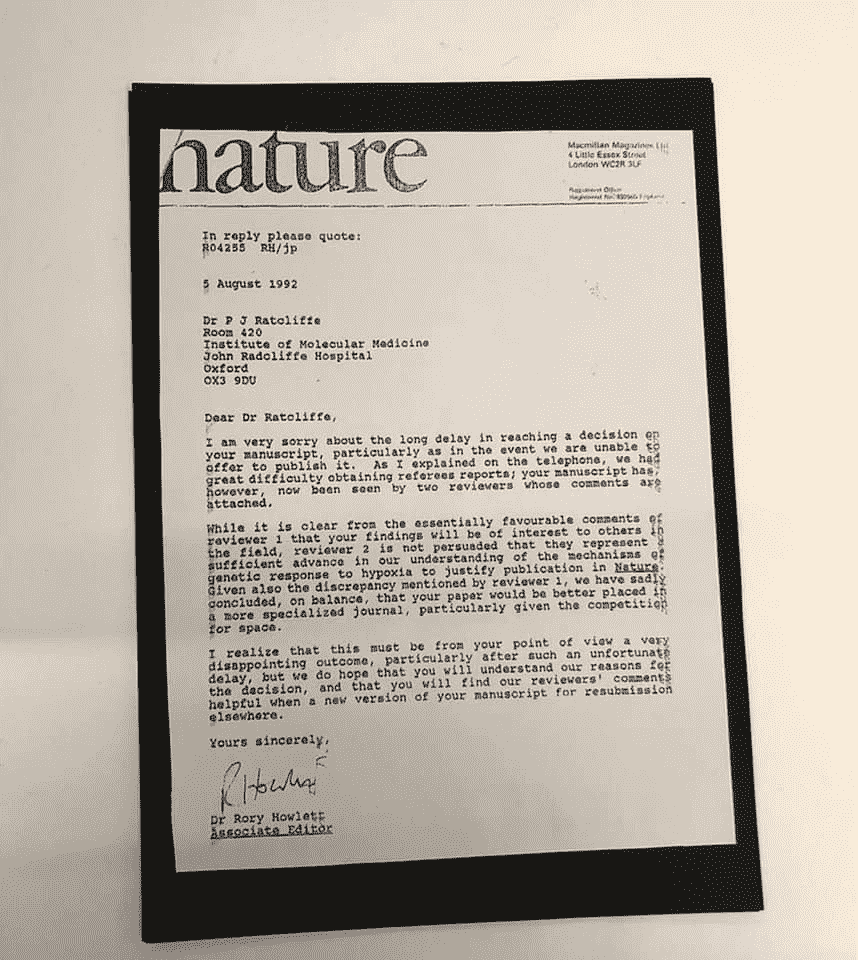 nature
Macmillan Magazines Ltd
4 Little Essex Street
London WC2R 3LF
Registered Office
Registered No. England
In reply please quote:
R04255 RH/jp
5 August 1992
Dr P J Ratcliffe
Room 420
Institute of Molecular Medicine
John Radcliffe Hospital
Oxford
OX3 9DU
Dear Dr Ratcliffe,
I am very sorry about the long delay in reaching a decision on
your manuscript, particularly as in the event we are unable to
offer to publish it. As I explained on the telephone, we had
great difficulty obtaining referees reports; your manuscript has,
however, now been seen by two reviewers whose comments are
attached.
While it is clear from the essentially favourable comments of
reviewer 1 that your findings will be of interest to others in
the field, reviewer 2 is not persuaded that they represent a
sufficient advance in our understanding of the mechanisms of
genetic response to hypoxia to justify publication in Nature.
Given also the discrepancy mentioned by reviewer 1, we have sadly
concluded, on balance, that your paper would be better placed in
a more specialized journal, particularly given the competition
for space.
I realize that this must be from your point of view a very
disappointing outcome, particularly after such an unfortunate
delay, but we do hope that you will understand our reasons for
the decision, and that you will find our reviewers' comments
helpful when a new version of your manuscript for resubmission
elsewhere.
Yours sincerely,
R Howlett
Dr Rory Howlett
Associate Editor